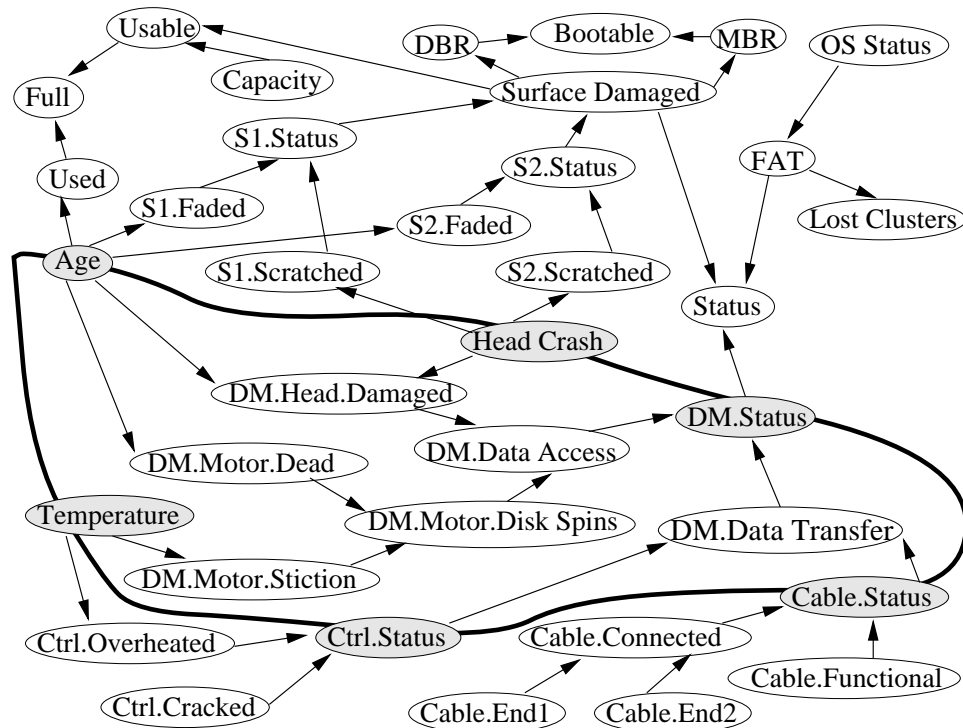 Usable
DBR
Bootable
MBR
OS Status
Capacity
Full
Surface Damaged
S1.Status
S2.Status
FAT
Used
S1.Faded
S2.Faded
Lost Clusters
Age
S1.Scratched
S2.Scratched
Status
Head Crash
DM.Head.Damaged
DM.Status
DM.Data Access
DM.Motor.Dead
Temperature
DM.Motor.Disk Spins
DM.Data Transfer
DM.Motor.Stiction
Cable.Status
Ctrl.Overheated
Ctrl.Status
Cable.Connected
Cable.Functional
Ctrl.Cracked
Cable.End1
Cable.End2